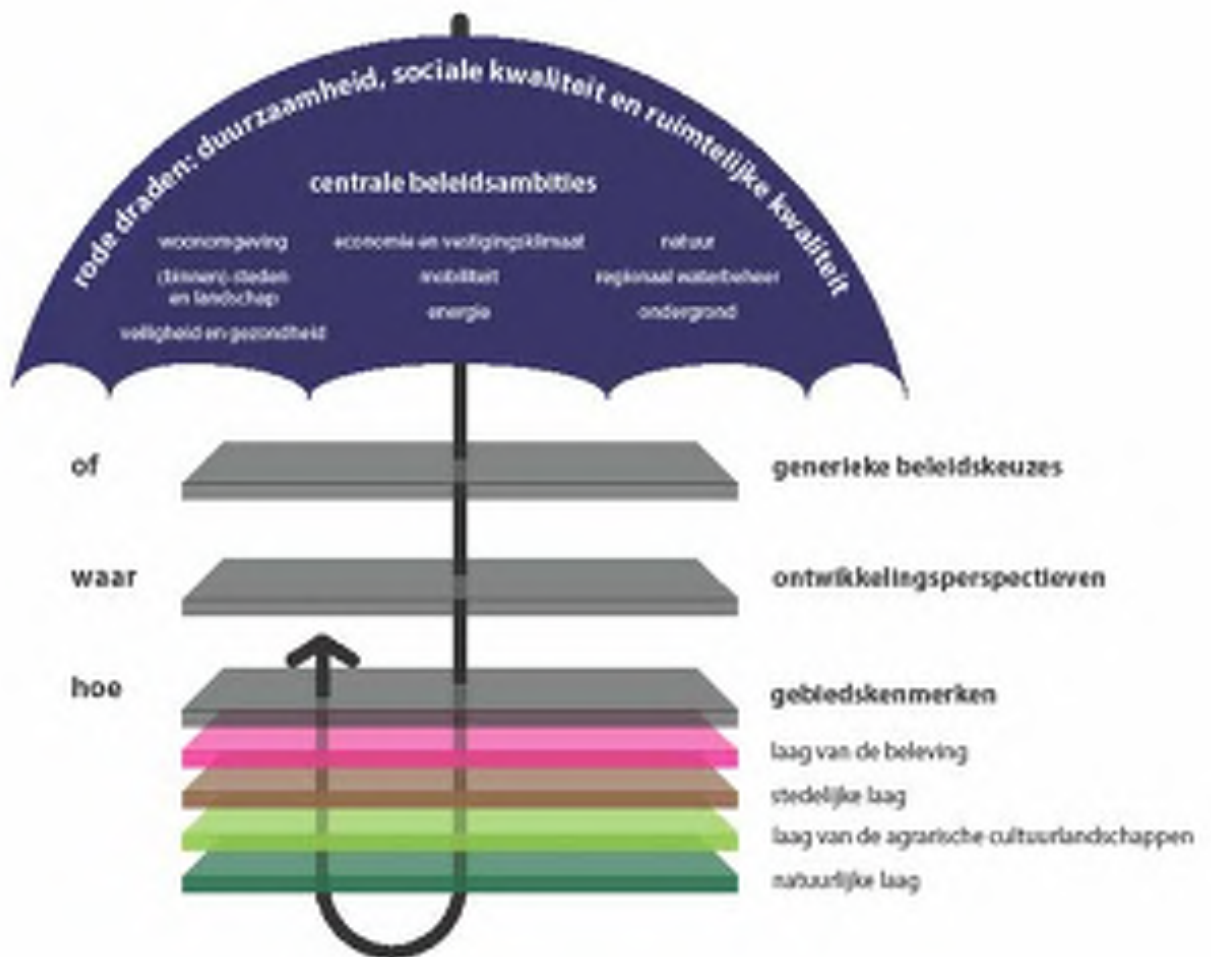 rode draden: duurzaamheid, sociale kwaliteit en ruimtelijke kwaliteit
centrale beleidsambities
woonomgeving
(binnen) steden
en landschap
veiligheid en gezondheid
economie en vestigingsklimaat
mobiliteit
energie
natuur
regionaal waterbeheer
ondergrond
of
generieke beleidskeuzes
waar
ontwikkelingsperspectieven
hoe
gebiedskenmerken
laag van de beleving
stedelijke laag
laag van de agrarische cultuurlandschappen
natuurlijke laag